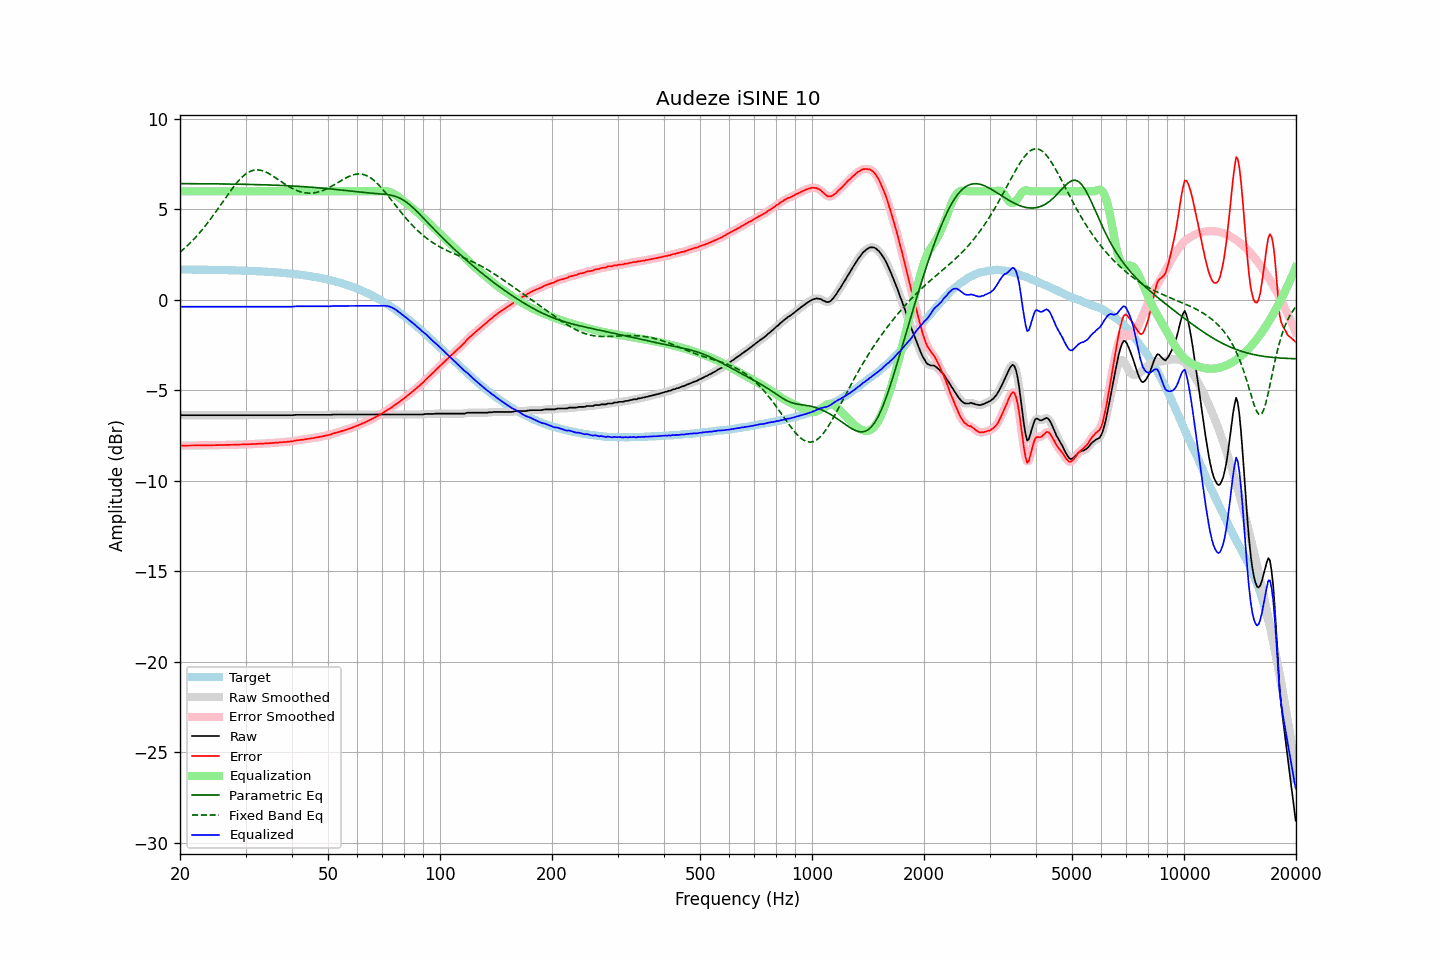 Audeze iSINE 10
10
5
0
−5
−10
−15
−20
−25
−30
Amplitude (dBr)
Target
Raw Smoothed
Error Smoothed
Raw
Error
Equalization
Parametric Eq
Fixed Band Eq
Equalized
20 50 100 200 500 1000 2000 5000 10000 20000
Frequency (Hz)